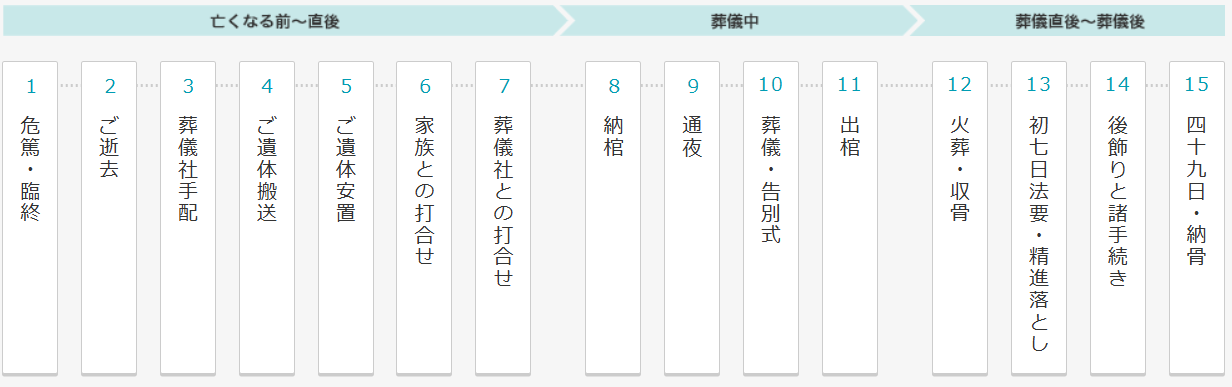 亡くなる前～直後
葬儀中
葬儀直後～葬儀後
1
危篤・臨終
2
ご逝去
3
葬儀社手配
4
ご遺体搬送
5
ご遺体安置
6
家族との打合せ
7
葬儀社との打合せ
8
納棺
9
通夜
10
葬儀・告別式
11
出棺
12
火葬・収骨
13
初七日法要・精進落とし
14
後飾りと諸手続き
15
四十九日・納骨